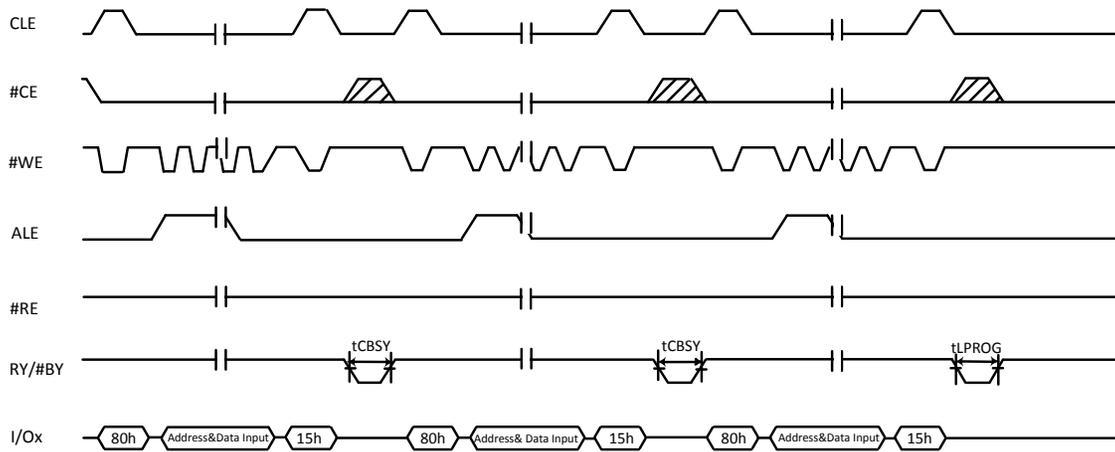 CLE
#CE
#WE
ALE
#RE
tCBSY tCBSY tLPROG
RY/#BY
I/Ox 80h Address&Data Input 15h 80h Address& Data Input 15h 80h Address&Data Input 15h